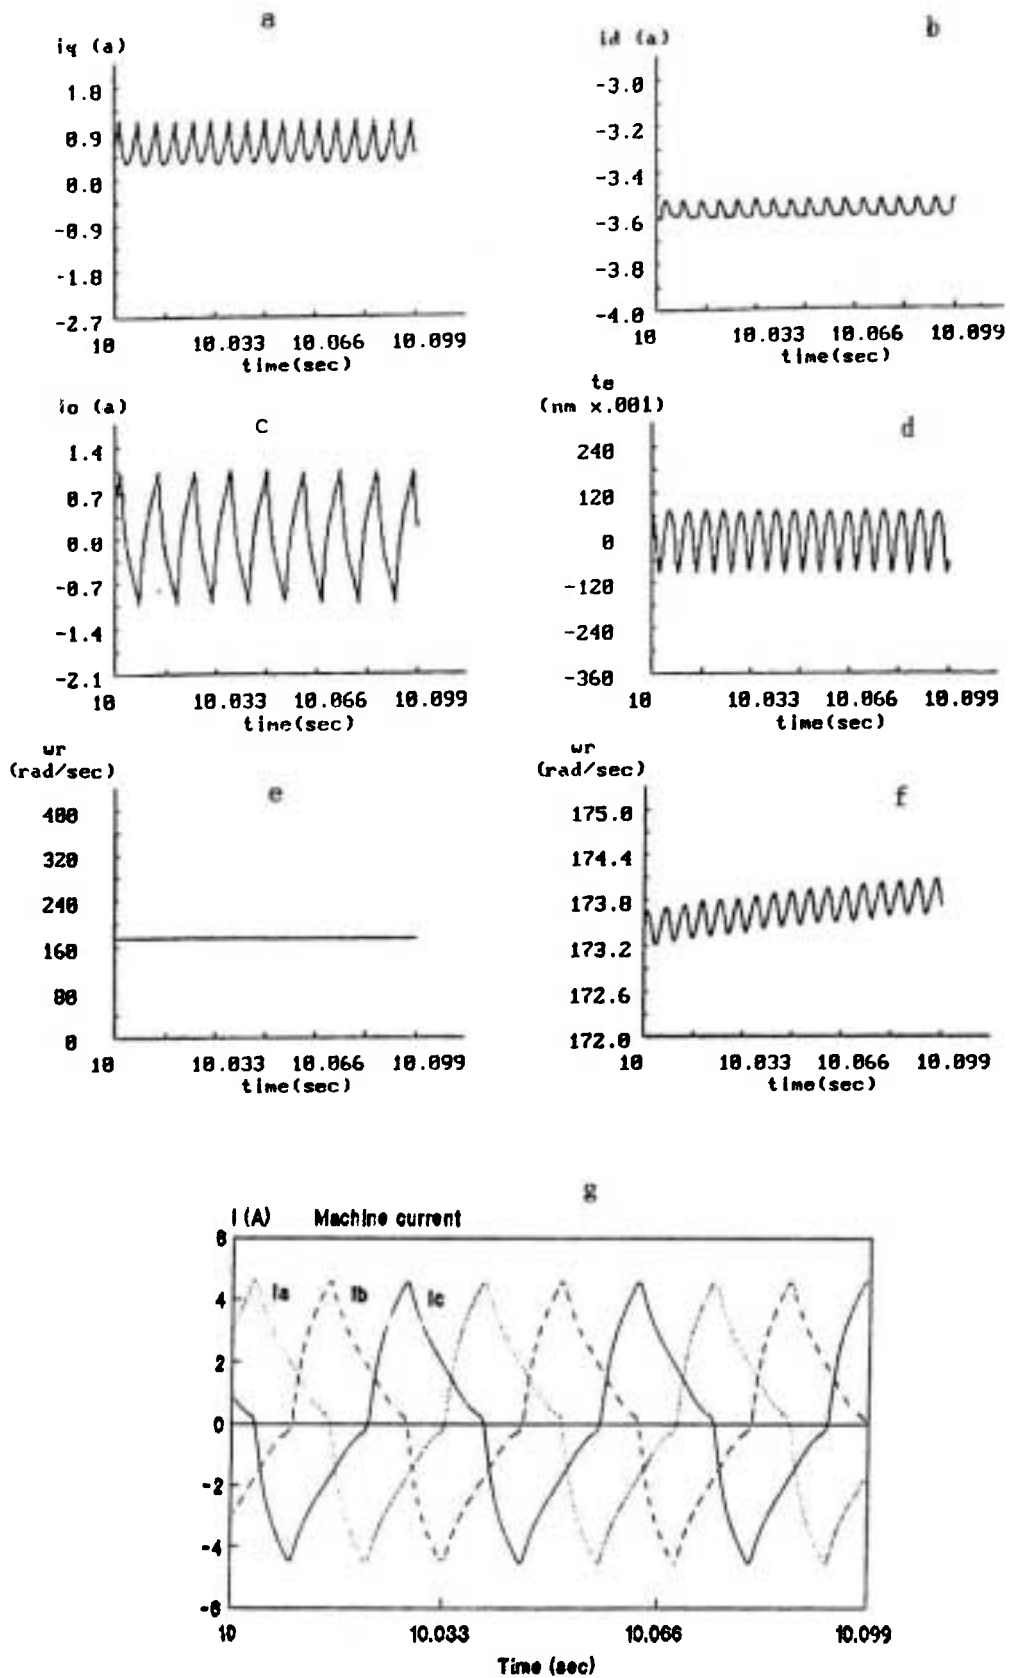 a
iq (a)
1.8
0.9
0.0
-0.9
-1.8
-2.7
10 10.033 10.066 10.099
time(sec)
b
id (a)
-3.0
-3.2
-3.4
-3.6
-3.8
-4.0
10 10.033 10.066 10.099
time(sec)
c
io (a)
1.4
0.7
0.0
-0.7
-1.4
-2.1
10 10.033 10.066 10.099
time(sec)
d
te
(nm x.001)
240
120
0
-120
-240
-360
10 10.033 10.066 10.099
time(sec)
e
wr
(rad/sec)
400
320
240
160
80
0
10 10.033 10.066 10.099
time(sec)
f
wr
(rad/sec)
175.0
174.4
173.8
173.2
172.6
172.0
10 10.033 10.066 10.099
time(sec)
g
I (A) Machine current
6
4
2
0
-2
-4
-6
Ia Ib Ic
10 10.033 10.066 10.099
Time (sec)